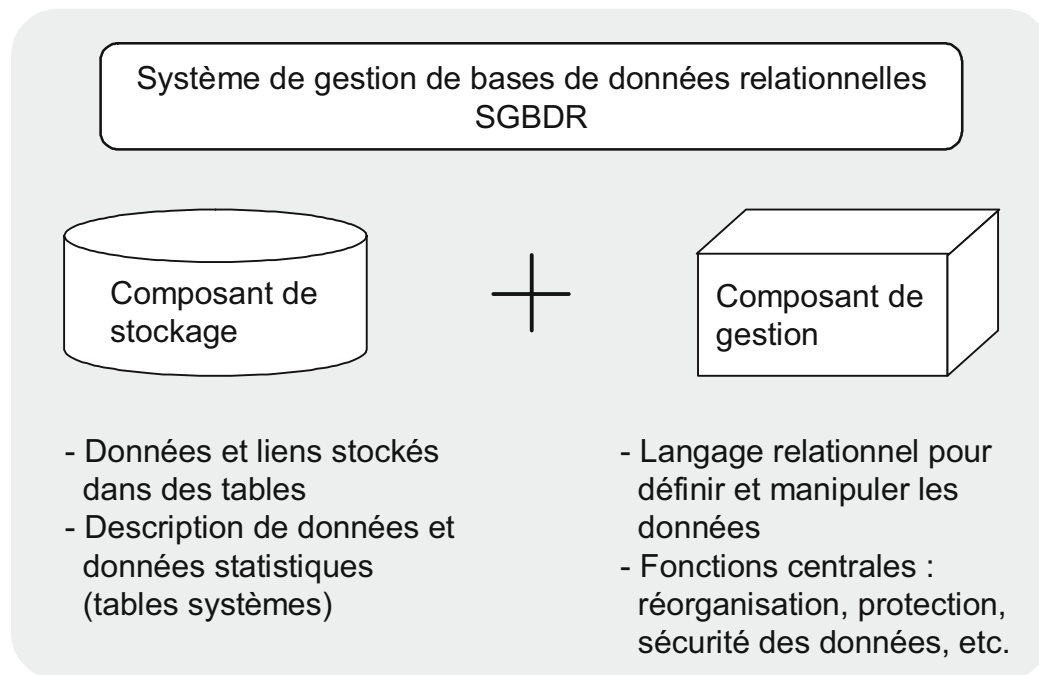 Système de gestion de bases de données relationnelles
SGBDR
Composant de
stockage
Composant de
gestion
- Données et liens stockés
dans des tables
- Description de données et
données statistiques
(tables systèmes)
- Langage relationnel pour
définir et manipuler les
données
- Fonctions centrales :
réorganisation, protection,
sécurité des données, etc.